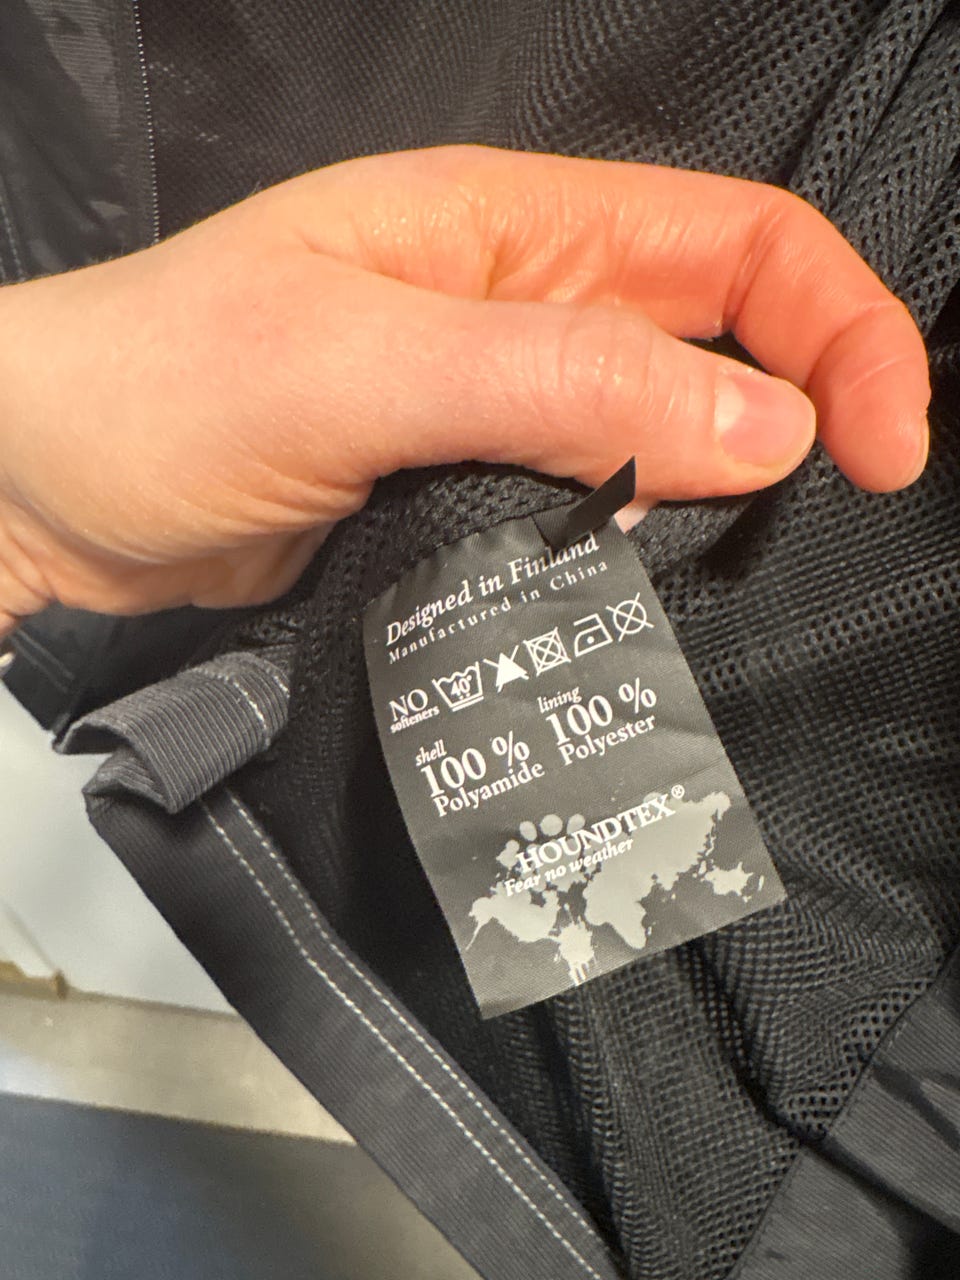 Designed in Finland
Manufactured in China
NO
softeners
40°
shell
100 %
Polyamide
lining
100 %
Polyester
HOUNDTEX®
Fear no weather